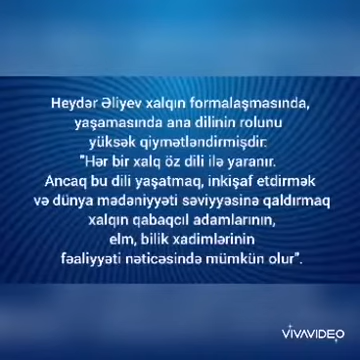 Heydər Əliyev xalqın formalaşmasında,
yaşamasında ana dilinin rolunu
yüksək qiymətləndirmişdir:
"Hər bir xalq öz dili ilə yaranır.
Ancaq bu dili yaşatmaq, inkişaf etdirmək
və dünya mədəniyyəti səviyyəsinə qaldırmaq
xalqın qabaqcıl adamlarının,
elm, bilik xadimlərinin
fəaliyyəti nəticəsində mümkün olur".
VIVAVIDEO